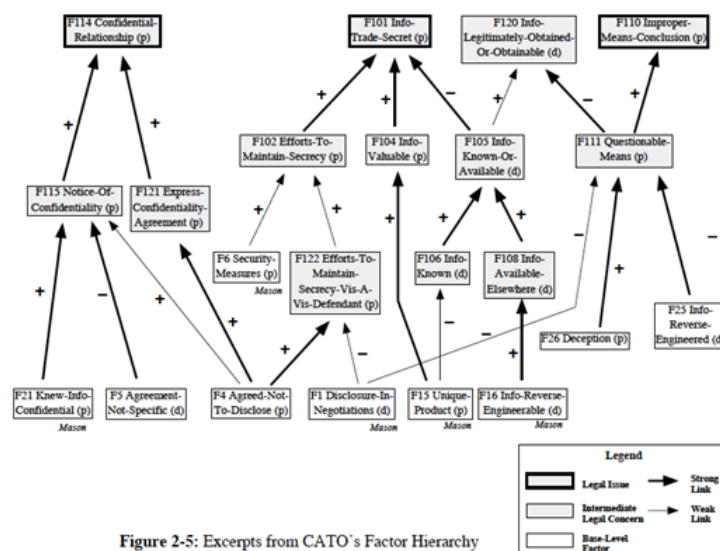 F114 Confidential-
Relationship (p)
F101 Info-
Trade-Secret (p)
F120 Info-
Legitimately-Obtained-
Or-Obtainable (d)
F110 Improper-
Means-Conclusion (p)
+
+
+
+
−
+
−
+
F102 Efforts-To-
Maintain-Secrecy (p)
F104 Info-
Valuable (p)
F105 Info-
Known-Or-
Available (d)
F111 Questionable-
Means (p)
F115 Notice-Of-
Confidentiality (p)
F121 Express-
Confidentiality-
Agreement (p)
+
+
+
+
+
−
+
−
F6 Security-
Measures (p)
Mason
F122 Efforts-To-
Maintain-
Secrecy-Vis-A-
Vis-Defendant (p)
F106 Info-
Known (d)
F108 Info-
Available-
Elsewhere (d)
F26 Deception (p)
F25 Info-
Reverse-
Engineered (d)
+
−
+
+
+
−
−
+
F21 Knew-Info-
Confidential (p)
Mason
F5 Agreement-
Not-Specific (d)
F4 Agreed-Not-
To-Disclose (p)
F1 Disclosure-In-
Negotiations (d)
Mason
F15 Unique-
Product (p)
Mason
F16 Info-Reverse-
Engineerable (d)
Mason
Legend
Legal Issue
Strong
Link
Intermediate
Legal Concern
Weak
Link
Base-Level
Factor
Figure 2-5: Excerpts from CATO`s Factor Hierarchy